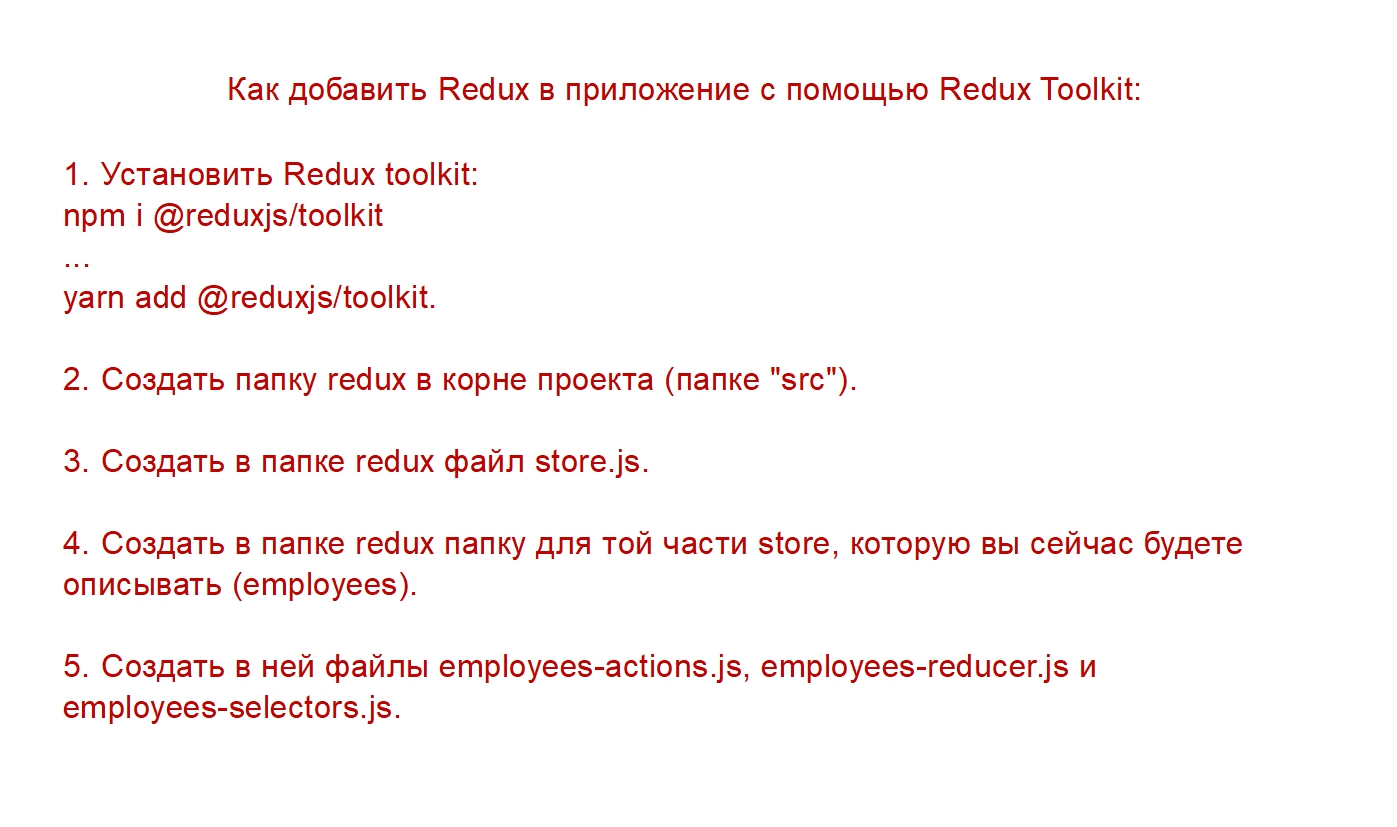 Как добавить Redux в приложение с помощью Redux Toolkit:
1. Установить Redux toolkit:
npm i @reduxjs/toolkit
...
yarn add @reduxjs/toolkit.
2. Создать папку redux в корне проекта (папке "src").
3. Создать в папке redux файл store.js.
4. Создать в папке redux папку для той части store, которую вы сейчас будете
описывать (employees).
5. Создать в ней файлы employees-actions.js, employees-reducer.js и
employees-selectors.js.